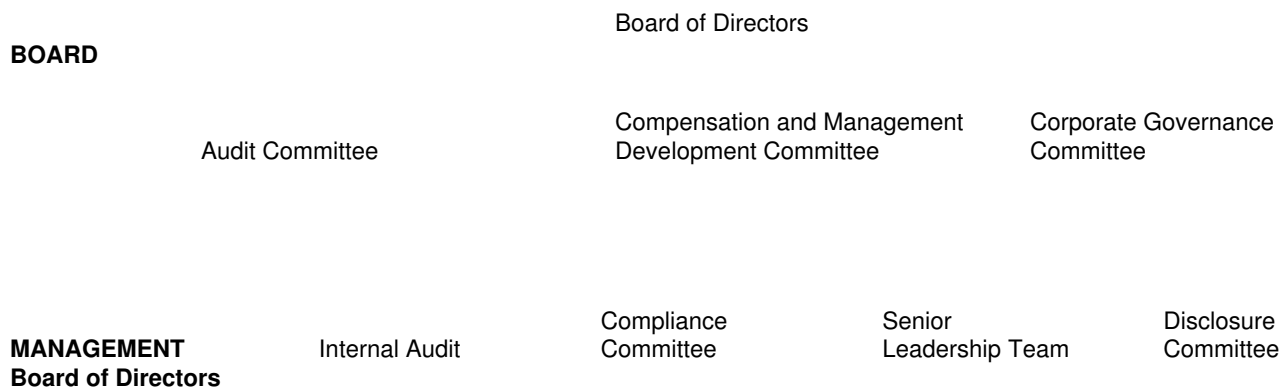 Board of Directors
BOARD
Audit Committee
Compensation and Management
Development Committee
Corporate Governance
Committee
MANAGEMENT
Internal Audit
Compliance
Committee
Senior
Leadership Team
Disclosure
Committee
Board of Directors